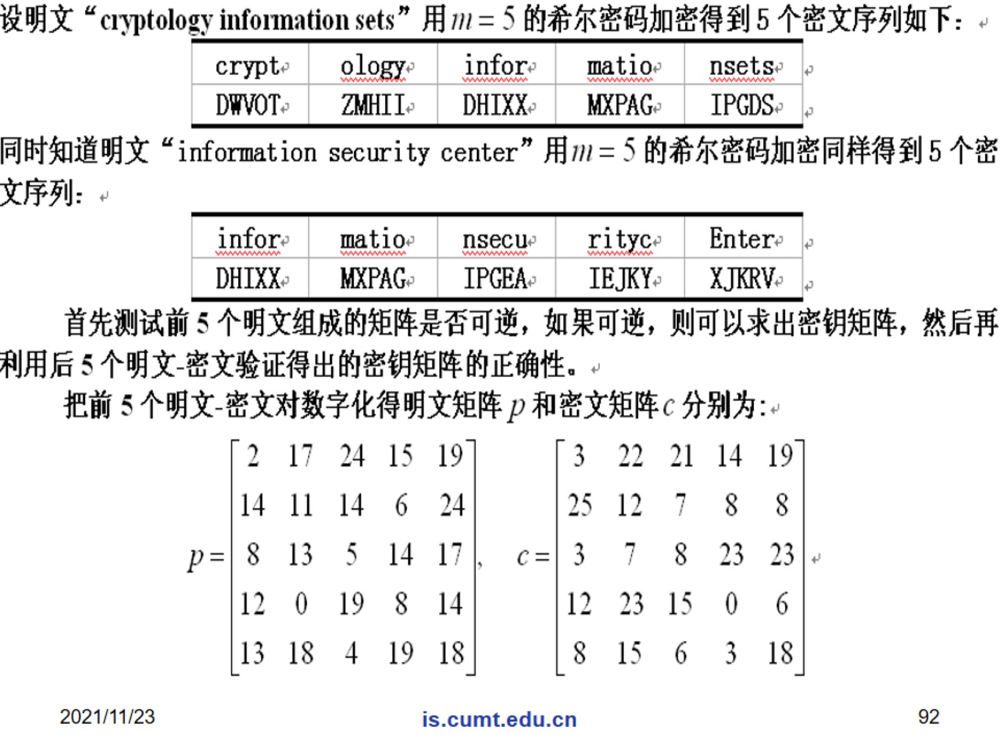 设明文“cryptology information sets”用m = 5的希尔密码加密得到5个密文序列如下：
crypt ology infor matio nsets
DWVOT ZMHII DHIXX MXPAG IPGDS
同时知道明文“information security center”用m = 5的希尔密码加密同样得到5个密
文序列：
infor matio nsecu rityc Enter
DHIXX MXPAG IPGEA IEJKY XJKRV
首先测试前5个明文组成的矩阵是否可逆，如果可逆，则可以求出密钥矩阵，然后再
利用后5个明文-密文验证得出的密钥矩阵的正确性。
把前5个明文-密文对数字化得明文矩阵p和密文矩阵c分别为:
2 17 24 15 19 3 22 21 14 19
14 11 14 6 24 25 12 7 8 8
p = 8 13 5 14 17 , c = 3 7 8 23 23
12 0 19 8 14 12 23 15 0 6
13 18 4 19 18 8 15 6 3 18
2021/11/23 is.cumt.edu.cn 92